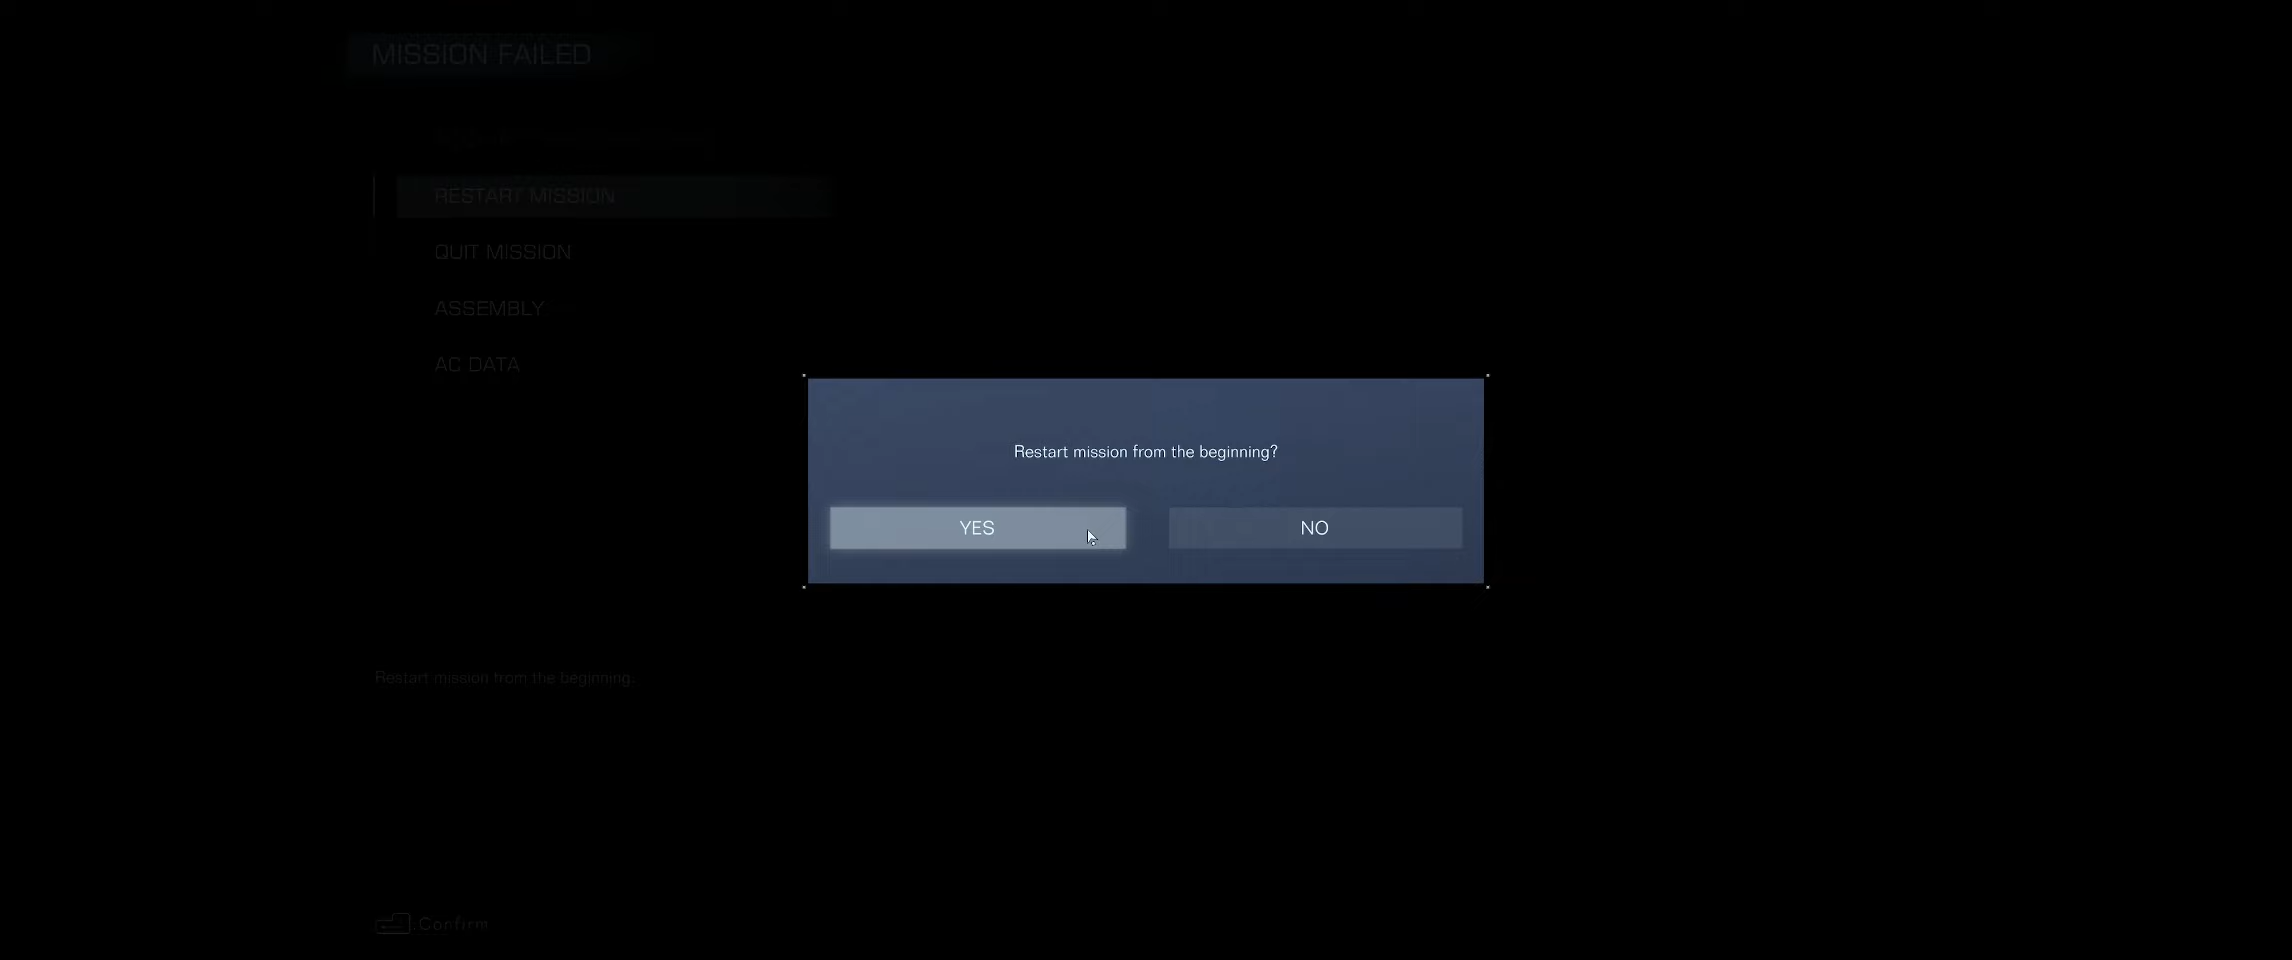 MISSION FAILED
RESTART MISSION
QUIT MISSION
ASSEMBLY
AC DATA
Restart mission from the beginning?
YES
NO
Restart mission from the beginning.
:Confirm